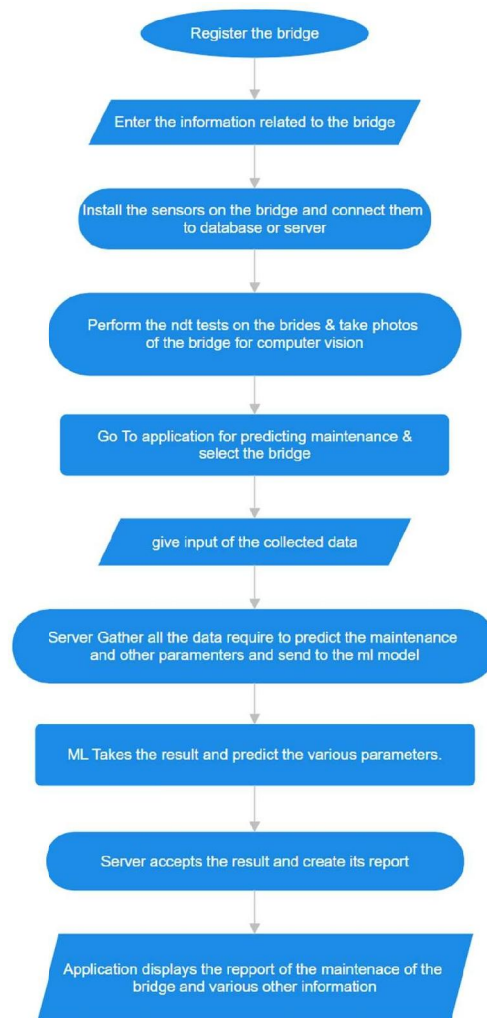 Register the bridge
Enter the information related to the bridge
Install the sensors on the bridge and connect them
to database or server
Perform the ndt tests on the brides & take photos
of the bridge for computer vision
Go To application for predicting maintenance &
select the bridge
give input of the collected data
Server Gather all the data require to predict the maintenance
and other paramenters and send to the ml model
ML Takes the result and predict the various parameters.
Server accepts the result and create its report
Application displays the repport of the maintenace of the
bridge and various other information